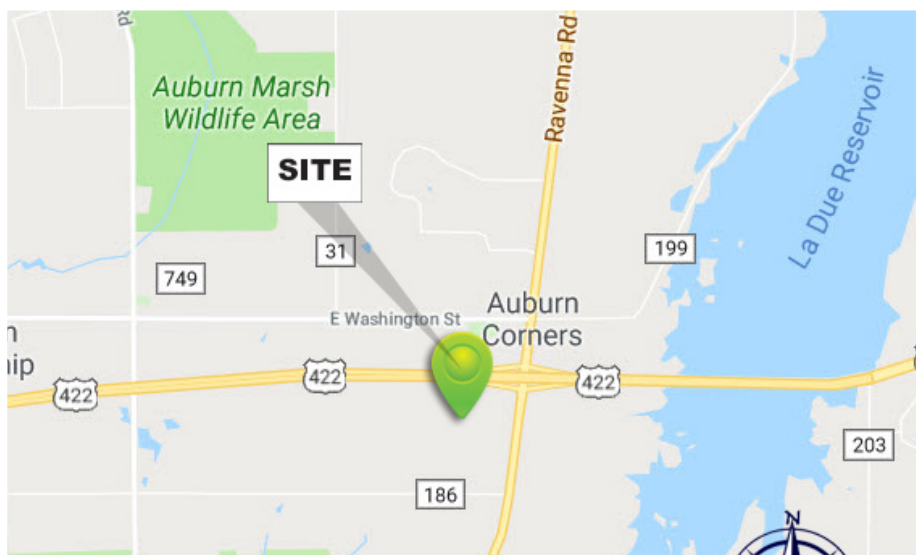 Rd
Auburn Marsh
Wildlife Area
Ravenna Rd
SITE
La Due Reservoir
31
199
749
E Washington St
Auburn
Corners
422
422
422
203
186
N